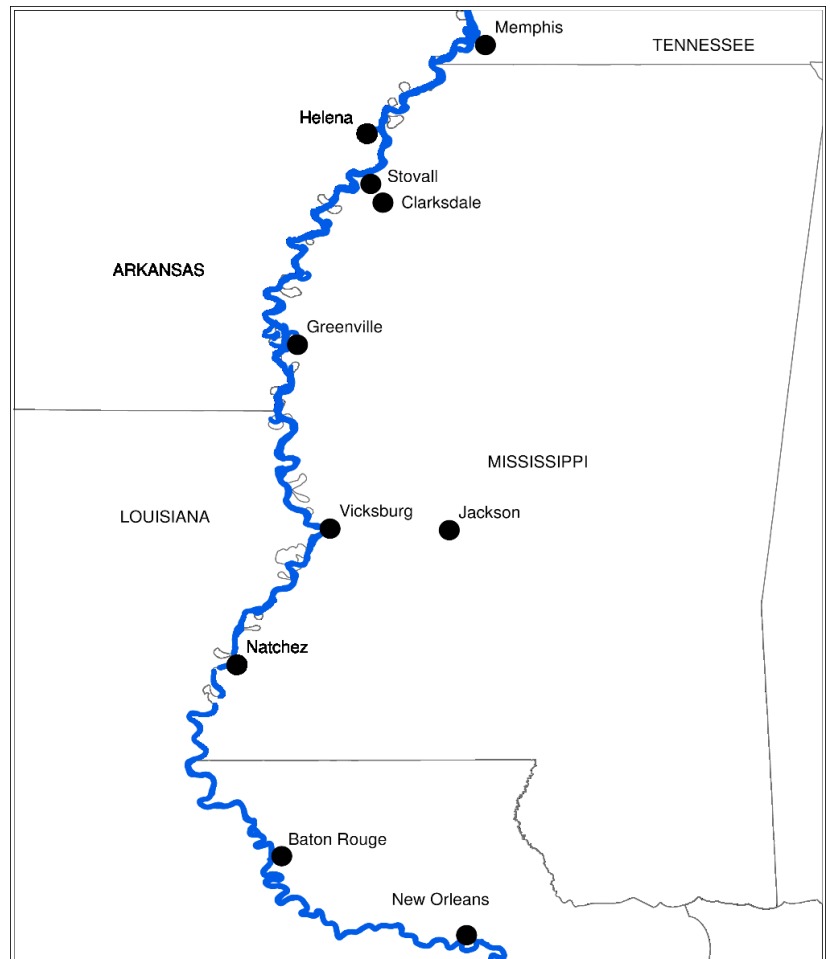 Memphis
TENNESSEE
Helena
Stovall
Clarksdale
ARKANSAS
Greenville
MISSISSIPPI
Vicksburg
Jackson
LOUISIANA
Natchez
Baton Rouge
New Orleans